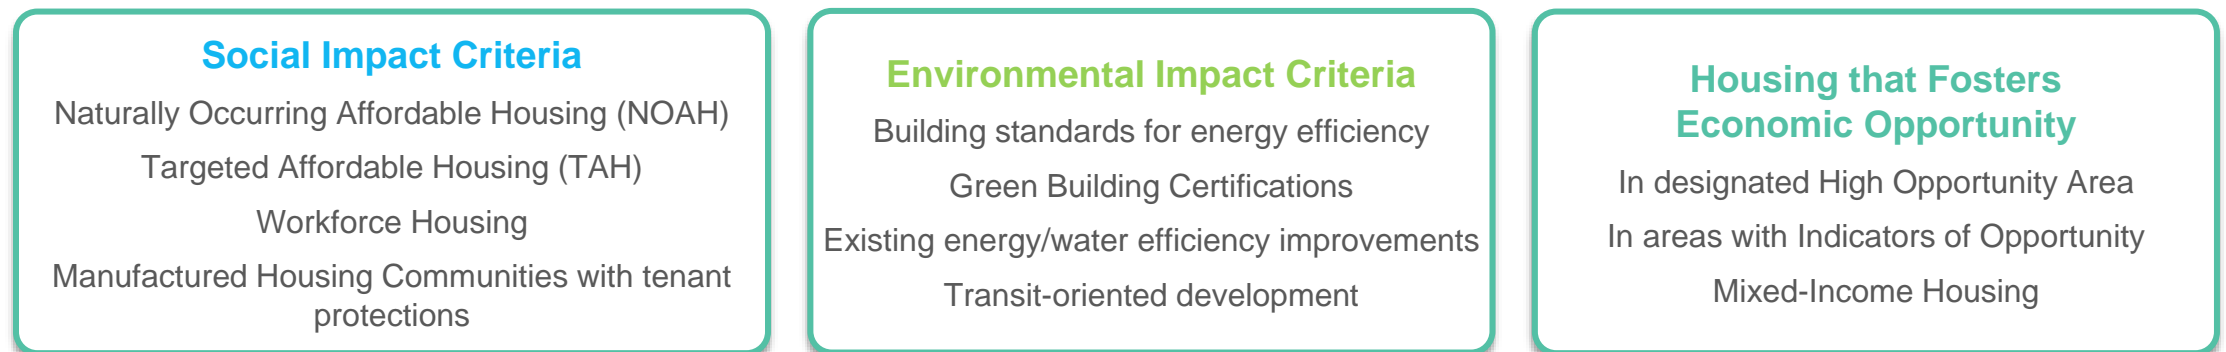 Social Impact Criteria
Naturally Occurring Affordable Housing (NOAH)
Targeted Affordable Housing (TAH)
Workforce Housing
Manufactured Housing Communities with tenant
protections
Environmental Impact Criteria
Building standards for energy efficiency
Green Building Certifications
Existing energy/water efficiency improvements
Transit-oriented development
Housing that Fosters
Economic Opportunity
In designated High Opportunity Area
In areas with Indicators of Opportunity
Mixed-Income Housing